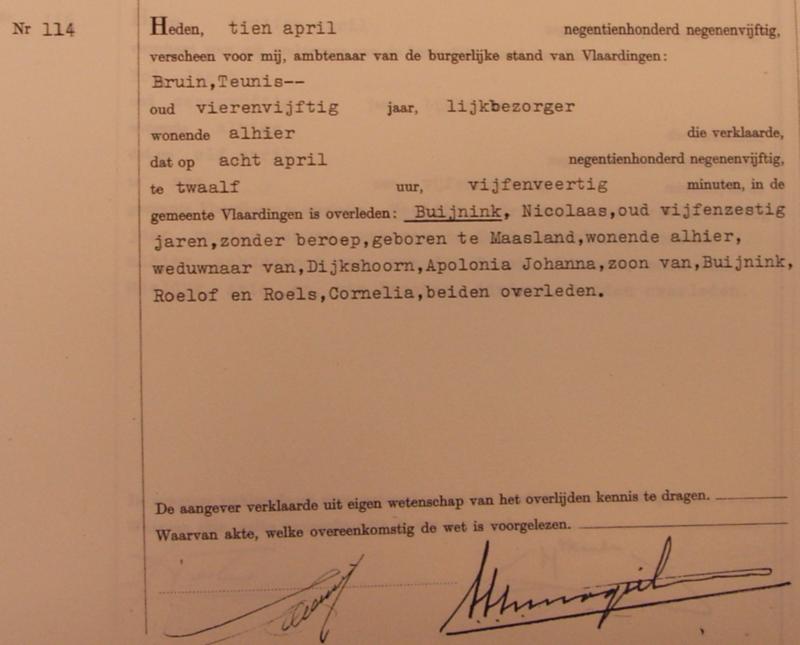 Nr 114
Heden, tien april negentienhonderd negenenvijftig,
verscheen voor mij, ambtenaar van de burgerlijke stand van Vlaardingen:
Bruin,Teunis--
oud vierenvijftig jaar, lijkbezorger
wonende alhier die verklaarde,
dat op acht april negentienhonderd negenenvijftig,
te twaalf uur, vijfenveertig minuten, in de
gemeente Vlaardingen is overleden: Buijnink, Nicolaas,oud vijfenzestig
jaren,zonder beroep,geboren te Maasland,wonende alhier,
weduwnaar van,Dijkshoorn,Apolonia Johanna,zoon van,Buijnink,
Roelof en Roels,Cornelia,beiden overleden.
De aangever verklaarde uit eigen wetenschap van het overlijden kennis te dragen.
Waarvan akte, welke overeenkomstig de wet is voorgelezen.